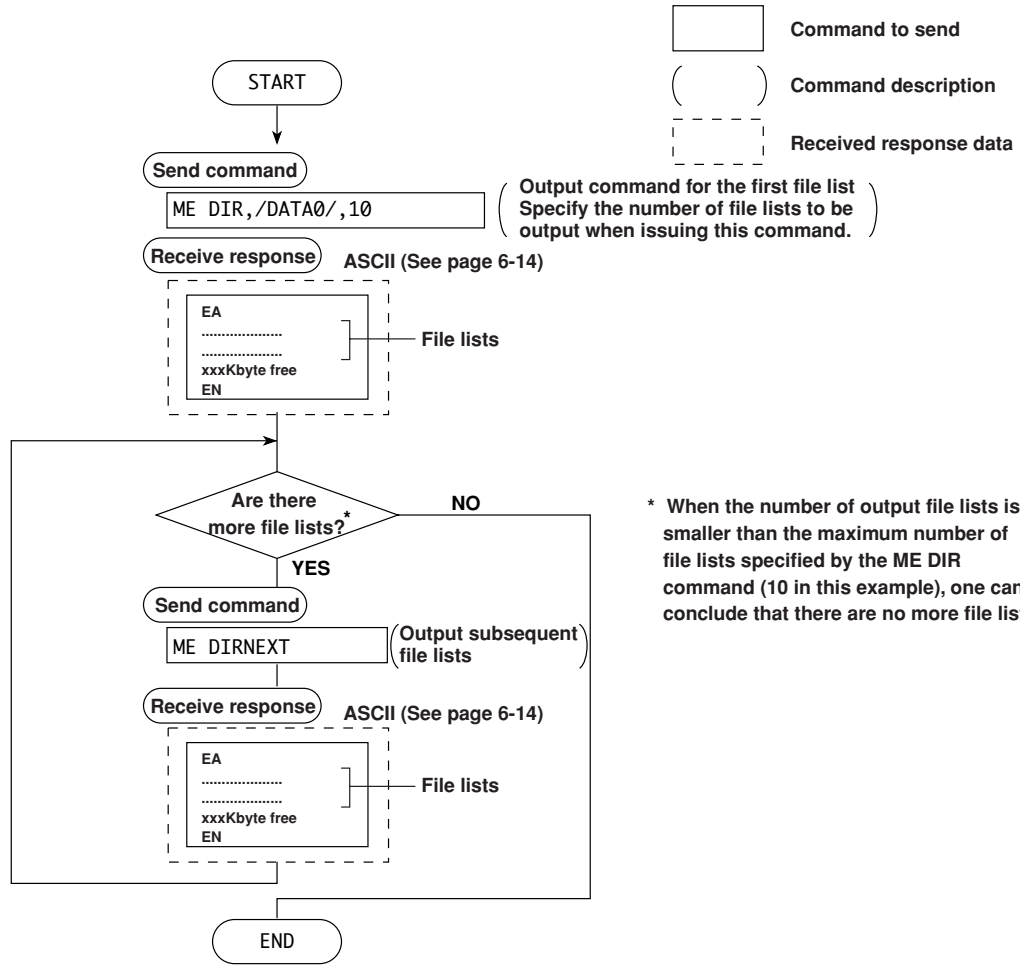 Command to send
Command description
Received response data
START
Send command
ME DIR,/DATA0/,10
Output command for the first file list
Specify the number of file lists to be
output when issuing this command.
Receive response
ASCII (See page 6-14)
EA
....................
....................
xxxKbyte free
EN
File lists
Are there
more file lists?*
NO
YES
* When the number of output file lists is
smaller than the maximum number of
file lists specified by the ME DIR
command (10 in this example), one can
conclude that there are no more file lis
Send command
ME DIRNEXT
Output subsequent
file lists
Receive response
ASCII (See page 6-14)
EA
....................
....................
xxxKbyte free
EN
File lists
END